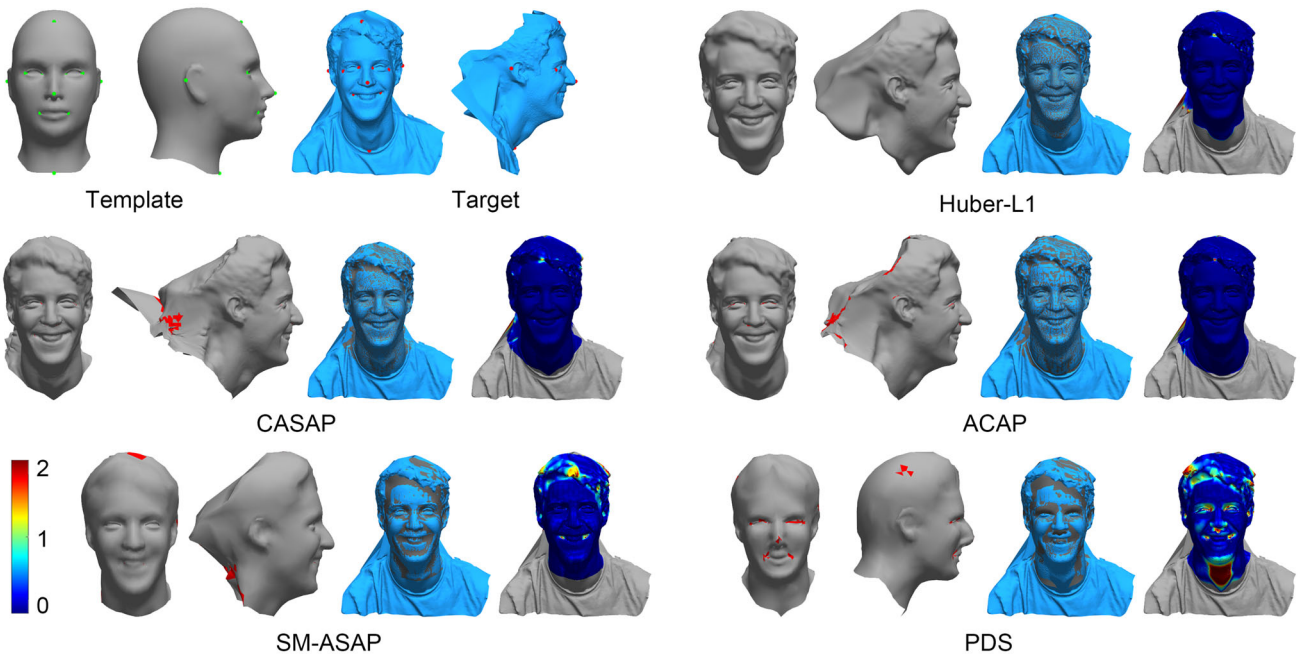 Template
Target
Huber-L1
CASAP
ACAP
2
1
0
SM-ASAP
PDS